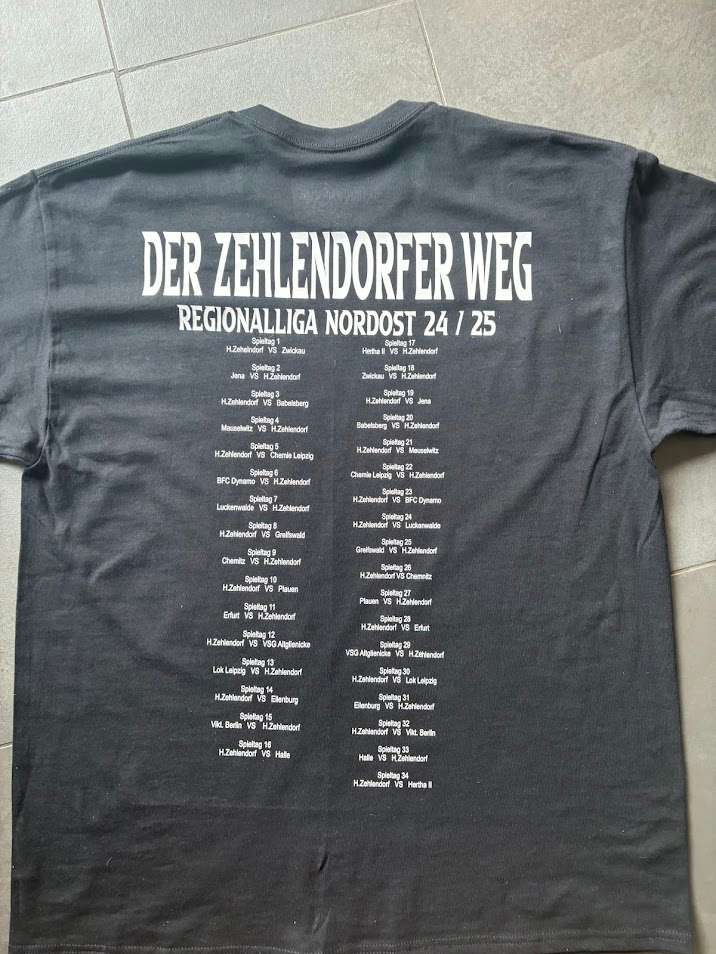 DER ZEHLENDORFER WEG
REGIONALLIGA NORDOST 24 / 25
Spieltag 1
H.Zehelndorf VS Zwickau
Spieltag 2
Jena VS H.Zehlendorf
Spieltag 3
H.Zehlendorf VS Babelsberg
Spieltag 4
Meuselwitz VS H.Zehlendorf
Spieltag 5
H.Zehlendorf VS Chemie Leipzig
Spieltag 6
BFC Dynamo VS H.Zehlendorf
Spieltag 7
Luckenwalde VS H.Zehlendorf
Spieltag 8
H.Zehlendorf VS Greifswald
Spieltag 9
Chemitz VS H.Zehlendorf
Spieltag 10
H.Zehlendorf VS Plauen
Spieltag 11
Erfurt VS H.Zehlendorf
Spieltag 12
H.Zehlendorf VS VSG Altglienicke
Spieltag 13
Lok Leipzig VS H.Zehlendorf
Spieltag 14
H.Zehlendorf VS Eilenburg
Spieltag 15
Vikt. Berlin VS H.Zehlendorf
Spieltag 16
H.Zehlendorf VS Halle
Spieltag 17
Hertha II VS H.Zehlendorf
Spieltag 18
Zwickau VS H.Zehlendorf
Spieltag 19
H.Zehlendorf VS Jena
Spieltag 20
Babelsberg VS H.Zehlendorf
Spieltag 21
H.Zehlendorf VS Meuselwitz
Spieltag 22
Chemie Leipzig VS H.Zehlendorf
Spieltag 23
H.Zehlendorf VS BFC Dynamo
Spieltag 24
H.Zehlendorf VS Luckenwalde
Spieltag 25
Greifswald VS H.Zehlendorf
Spieltag 26
H.Zehlendorf VS Chemnitz
Spieltag 27
Plauen VS H.Zehlendorf
Spieltag 28
H.Zehlendorf VS Erfurt
Spieltag 29
VSG Altglienicke VS H.Zehlendorf
Spieltag 30
H.Zehlendorf VS Lok Leipzig
Spieltag 31
Eilenburg VS H.Zehlendorf
Spieltag 32
H.Zehlendorf VS Vikt. Berlin
Spieltag 33
Halle VS H.Zehlendorf
Spieltag 34
H.Zehlendorf VS Hertha II